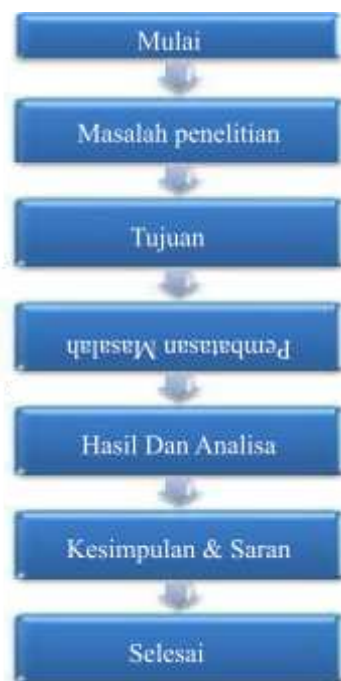 Mulai
Masalah penelitian
Tujuan
Pembatasan Masalah
Hasil Dan Analisa
Kesimpulan & Saran
Selesai